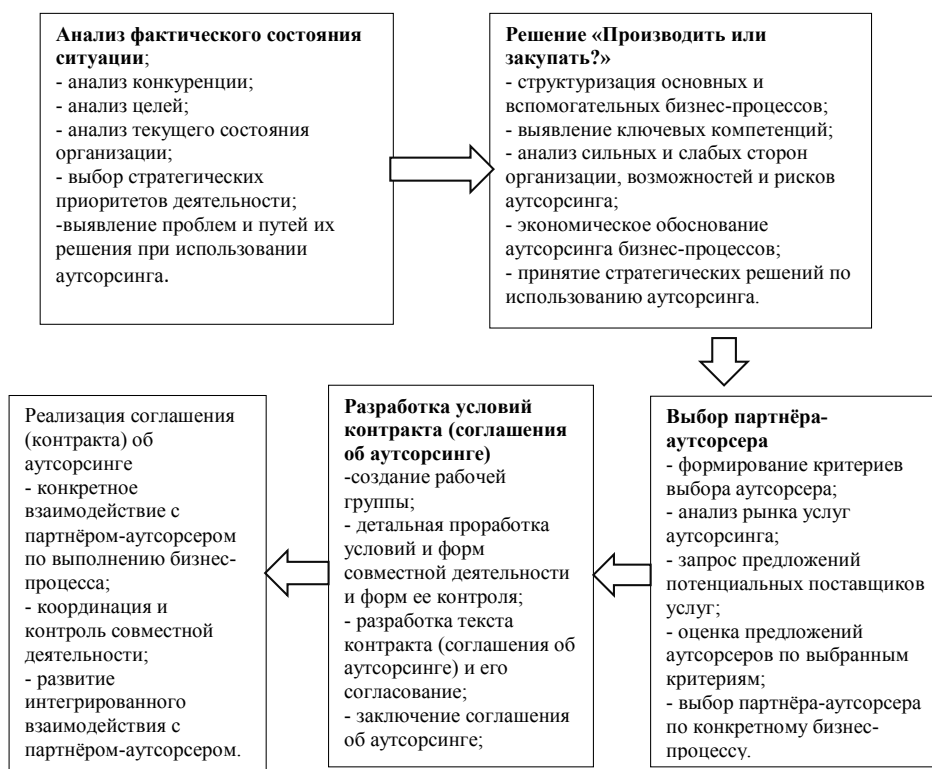 Анализ фактического состояния
ситуации;
- анализ конкуренции;
- анализ целей;
- анализ текущего состояния
организации;
- выбор стратегических
приоритетов деятельности;
-выявление проблем и путей их
решения при использовании
аутсорсинга.
Решение «Производить или
закупать?»
- структуризация основных и
вспомогательных бизнес-процессов;
- выявление ключевых компетенций;
- анализ сильных и слабых сторон
организации, возможностей и рисков
аутсорсинга;
- экономическое обоснование
аутсорсинга бизнес-процессов;
- принятие стратегических решений по
использованию аутсорсинга.
Выбор партнёра-
аутсорсера
- формирование критериев
выбора аутсорсера;
- анализ рынка услуг
аутсорсинга;
- запрос предложений
потенциальных поставщиков
услуг;
- оценка предложений
аутсорсеров по выбранным
критериям;
- выбор партнёра-аутсорсера
по конкретному бизнес-
процессу.
Разработка условий
контракта (соглашения
об аутсорсинге)
-создание рабочей
группы;
- детальная проработка
условий и форм
совместной деятельности
и форм ее контроля;
- разработка текста
контракта (соглашения об
аутсорсинге) и его
согласование;
- заключение соглашения
об аутсорсинге;
Реализация соглашения
(контракта) об
аутсорсинге
- конкретное
взаимодействие с
партнёром-аутсорсером
по выполнению бизнес-
процесса;
- координация и
контроль совместной
деятельности;
- развитие
интегрированного
взаимодействия с
партнёром-аутсорсером.